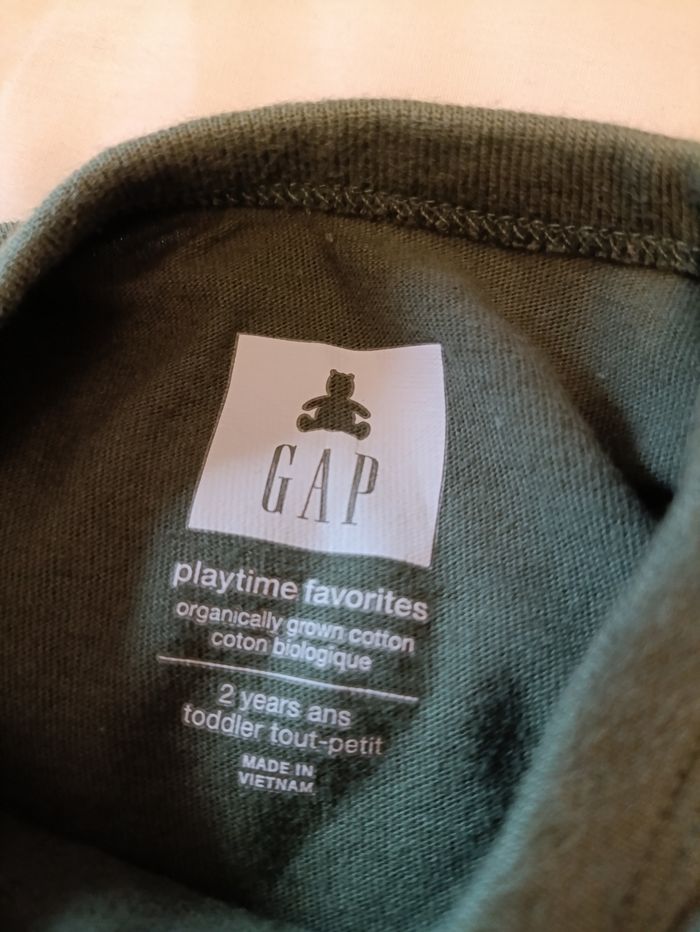 GAP
playtime favorites
organically grown cotton
coton biologique
2 years ans
toddler tout-petit
MADE IN
VIETNAM